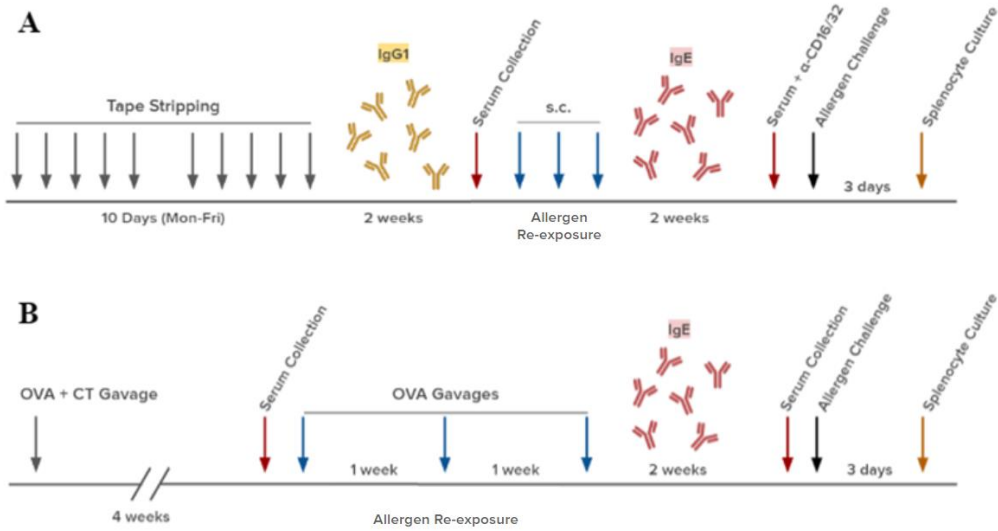 A
IgG1
Serum Collection
IgE
Serum + α-CD16/32
Allergen Challenge
Splenocyte Culture
Tape Stripping
s.c.
3 days
10 Days (Mon-Fri)
2 weeks
Allergen
Re-exposure
2 weeks
B
Serum Collection
IgE
Serum Collection
Allergen Challenge
Splenocyte Culture
OVA + CT Gavage
OVA Gavages
1 week
1 week
2 weeks
3 days
4 weeks
Allergen Re-exposure